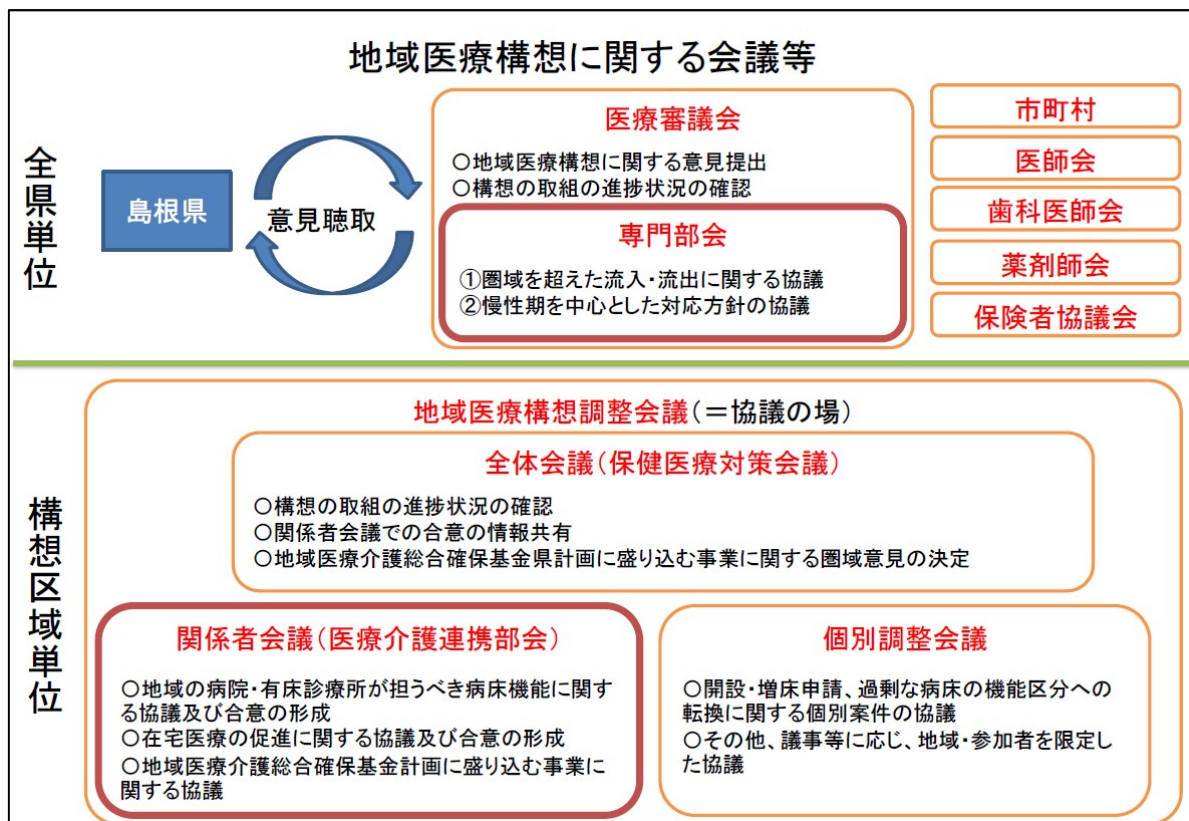 地域医療構想に関する会議等
全県単位
島根県
意見聴取
医療審議会
○地域医療構想に関する意見提出
○構想の取組の進捗状況の確認
専門部会
①圏域を超えた流入・流出に関する協議
②慢性期を中心とした対応方針の協議
市町村
医師会
歯科医師会
薬剤師会
保険者協議会
構想区域単位
地域医療構想調整会議(=協議の場)
全体会議(保健医療対策会議)
○構想の取組の進捗状況の確認
○関係者会議での合意の情報共有
○地域医療介護総合確保基金県計画に盛り込む事業に関する圏域意見の決定
関係者会議(医療介護連携部会)
○地域の病院・有床診療所が担うべき病床機能に関す
る協議及び合意の形成
○在宅医療の促進に関する協議及び合意の形成
○地域医療介護総合確保基金計画に盛り込む事業に
関する協議
個別調整会議
○開設・増床申請、過剰な病床の機能区分への
転換に関する個別案件の協議
○その他、議事等に応じ、地域・参加者を限定し
た協議